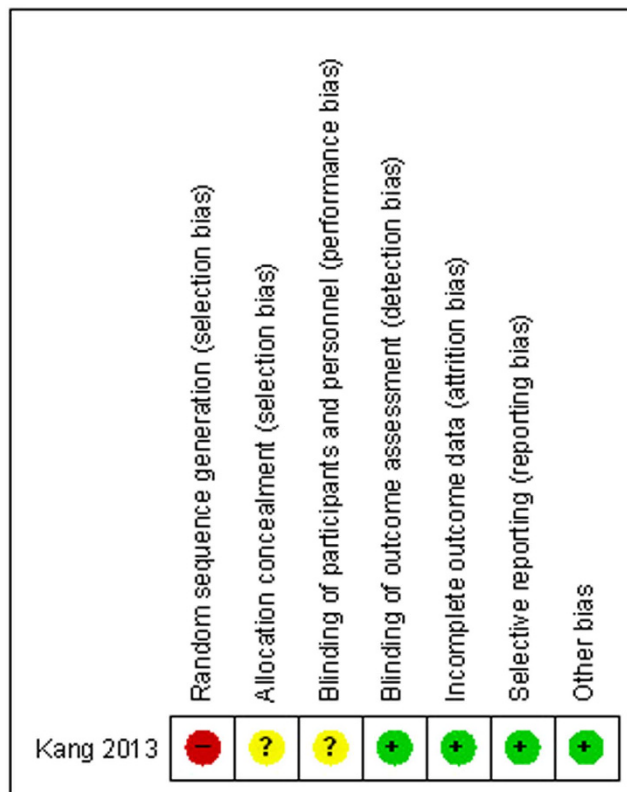 Random sequence generation (selection bias)
Allocation concealment (selection bias)
Blinding of participants and personnel (performance bias)
Blinding of outcome assessment (detection bias)
Incomplete outcome data (attrition bias)
Selective reporting (reporting bias)
Other bias
Kang 2013 – ? ? + + + +